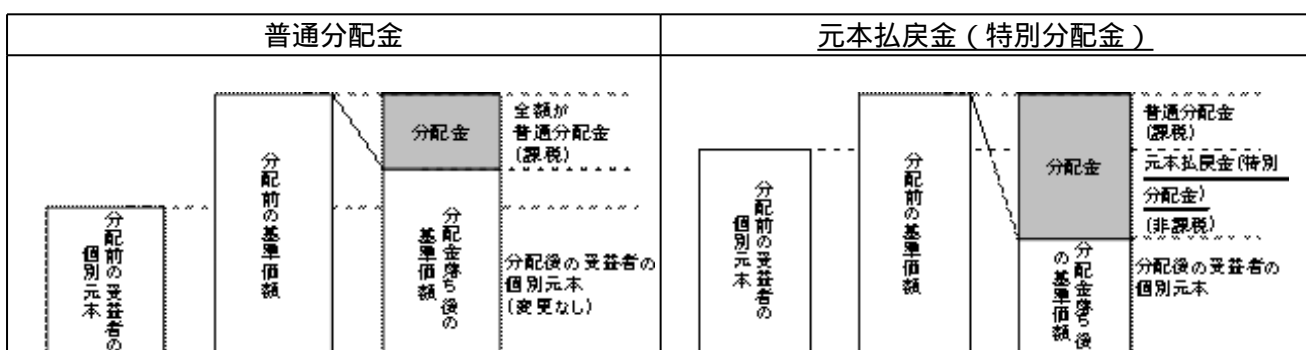 普通分配金
元本払戻金（特別分配金）
分配前の受益者の
個別元本
分配前の基準価額
分配金
分配金落ち後の
基準価額
全額が
普通分配金
(課税)
分配後の受益者の
個別元本
(変更なし)
分配前の受益者の
個別元本
分配前の基準価額
分配金
分配金落ち後
の基準価額
普通分配金
(課税)
元本払戻金(特別
分配金)
(非課税)
分配後の受益者の
個別元本